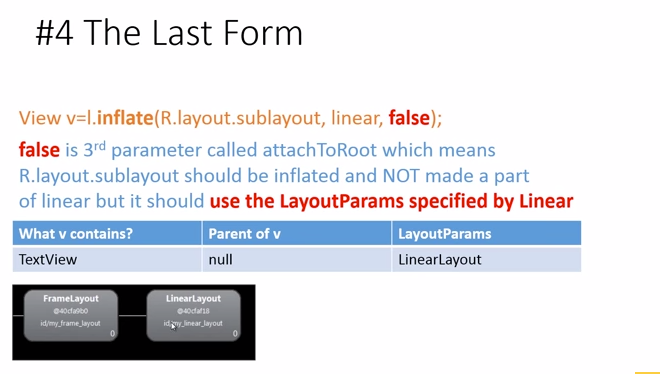 #4 The Last Form
View v=l.inflate(R.layout.sublayout, linear, false);
false is 3rd parameter called attachToRoot which means
R.layout.sublayout should be inflated and NOT made a part
of linear but it should use the LayoutParams specified by Linear
What v contains? Parent of v LayoutParams
TextView null LinearLayout
FrameLayout LinearLayout
@40cfa9b0 @40cfaf18
id/my_frame_layout id/my_linear_layout
0 0